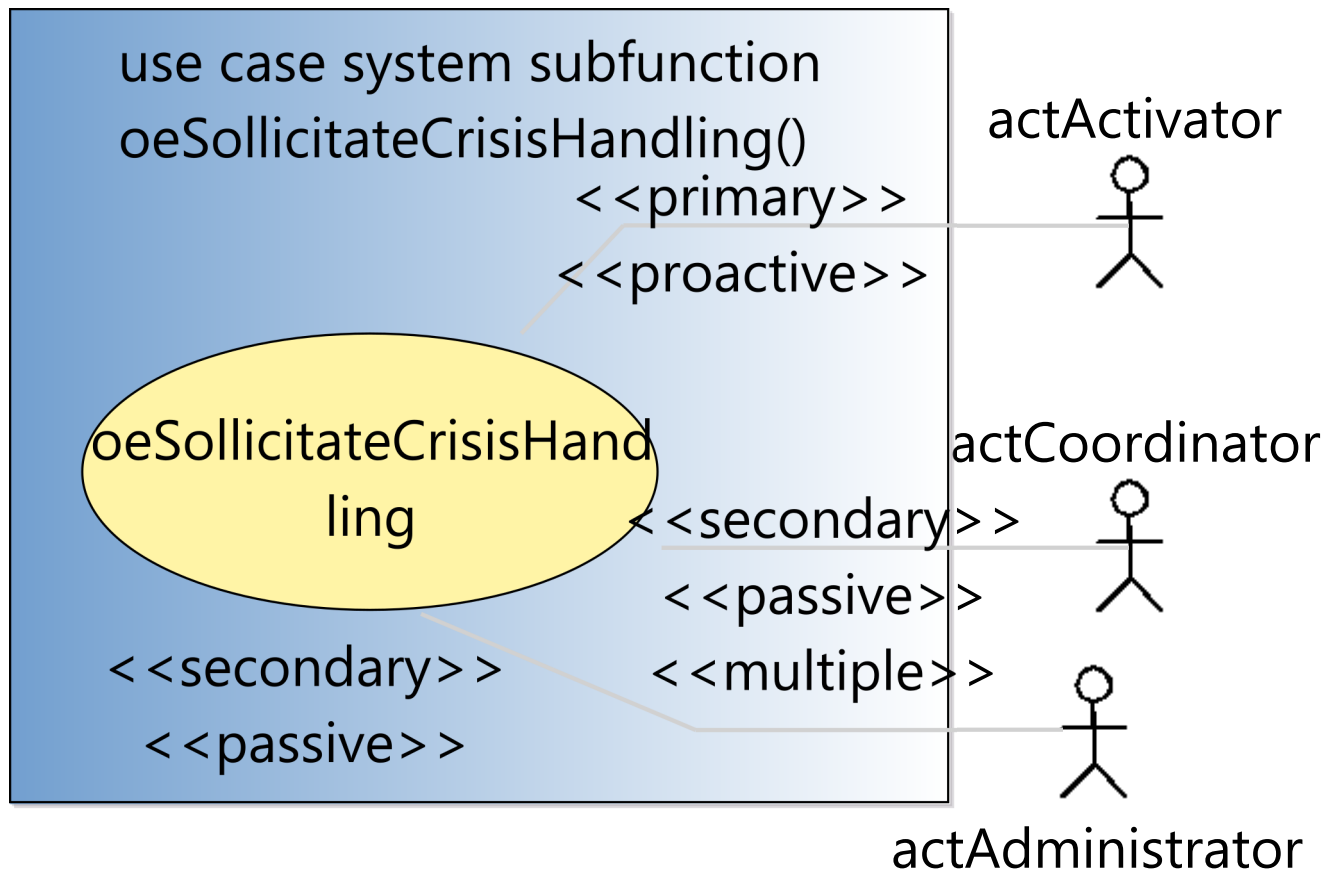 use case system subfunction
oeSollicitateCrisisHandling()
actActivator
<<primary>>
<<proactive>>
oeSollicitateCrisisHand
ling
actCoordinator
<<secondary>>
<<passive>>
<<multiple>>
<<secondary>>
<<passive>>
actAdministrator